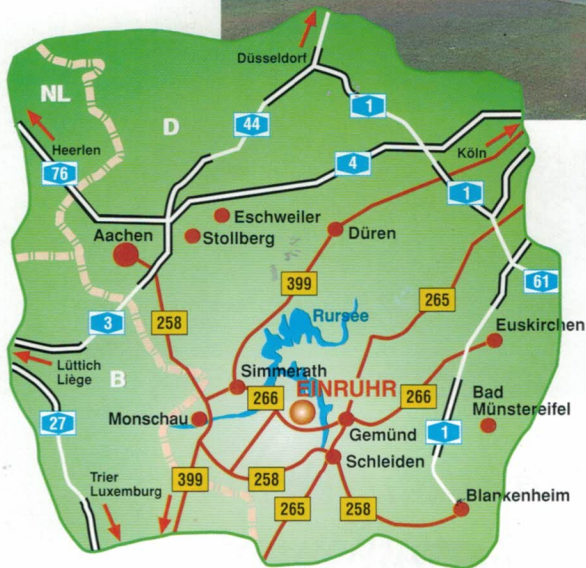 Düsseldorf
NL
D
44
1
Heerlen
76
4
Köln
1
Eschweiler
Stollberg
Aachen
Düren
399
265
61
258
3
Rursee
Euskirchen
Lüttich
Liège
B
Simmerath
266
EINRUHR
266
Bad
Münstereifel
27
Monschau
Gemünd
1
Schleiden
Trier
Luxemburg
399
258
265
258
Blankenheim